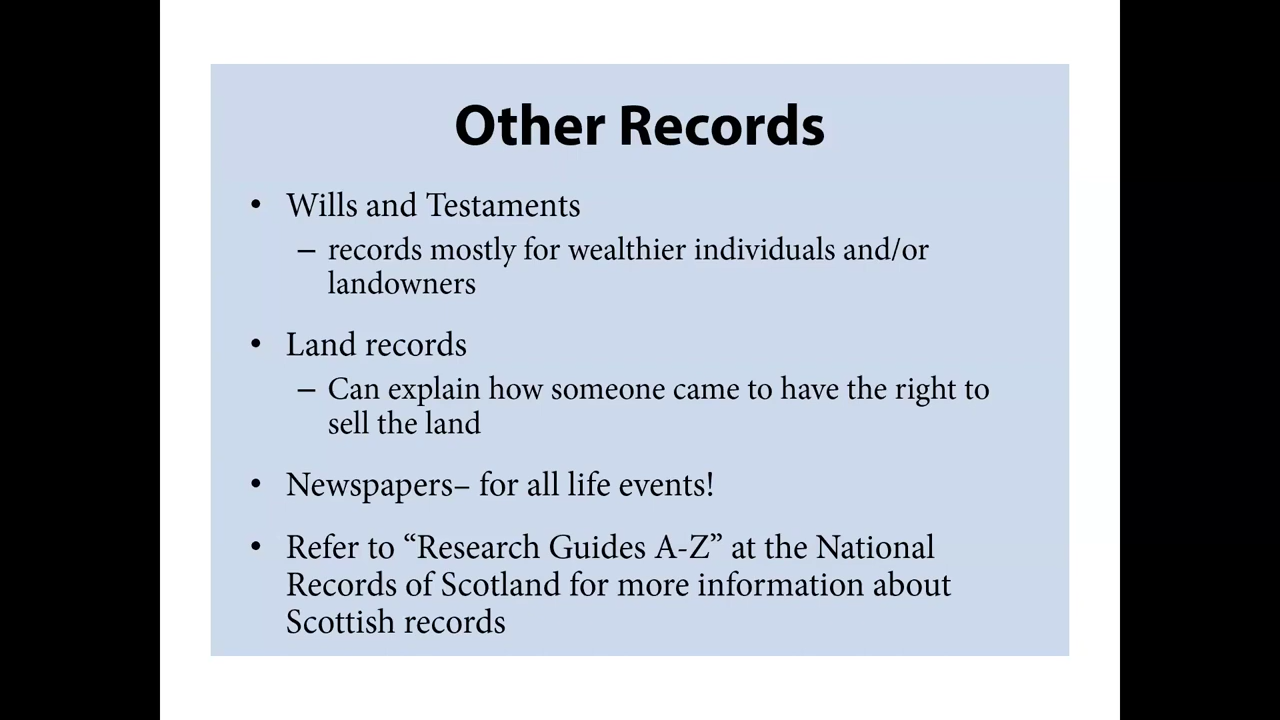 Other Records
• Wills and Testaments
– records mostly for wealthier individuals and/or
landowners
• Land records
– Can explain how someone came to have the right to
sell the land
• Newspapers– for all life events!
• Refer to “Research Guides A-Z” at the National
Records of Scotland for more information about
Scottish records